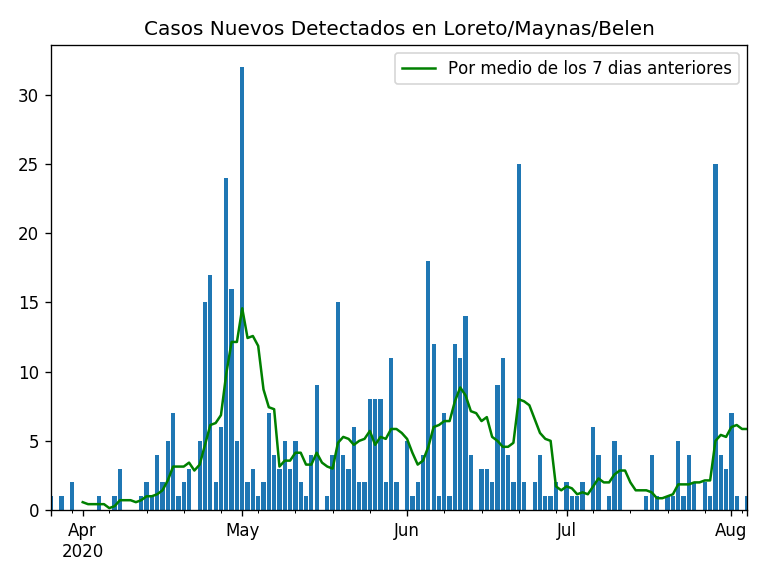 Casos Nuevos Detectados en Loreto/Maynas/Belen
Por medio de los 7 dias anteriores
30
25
20
15
10
5
0
Apr May Jun Jul Aug
2020